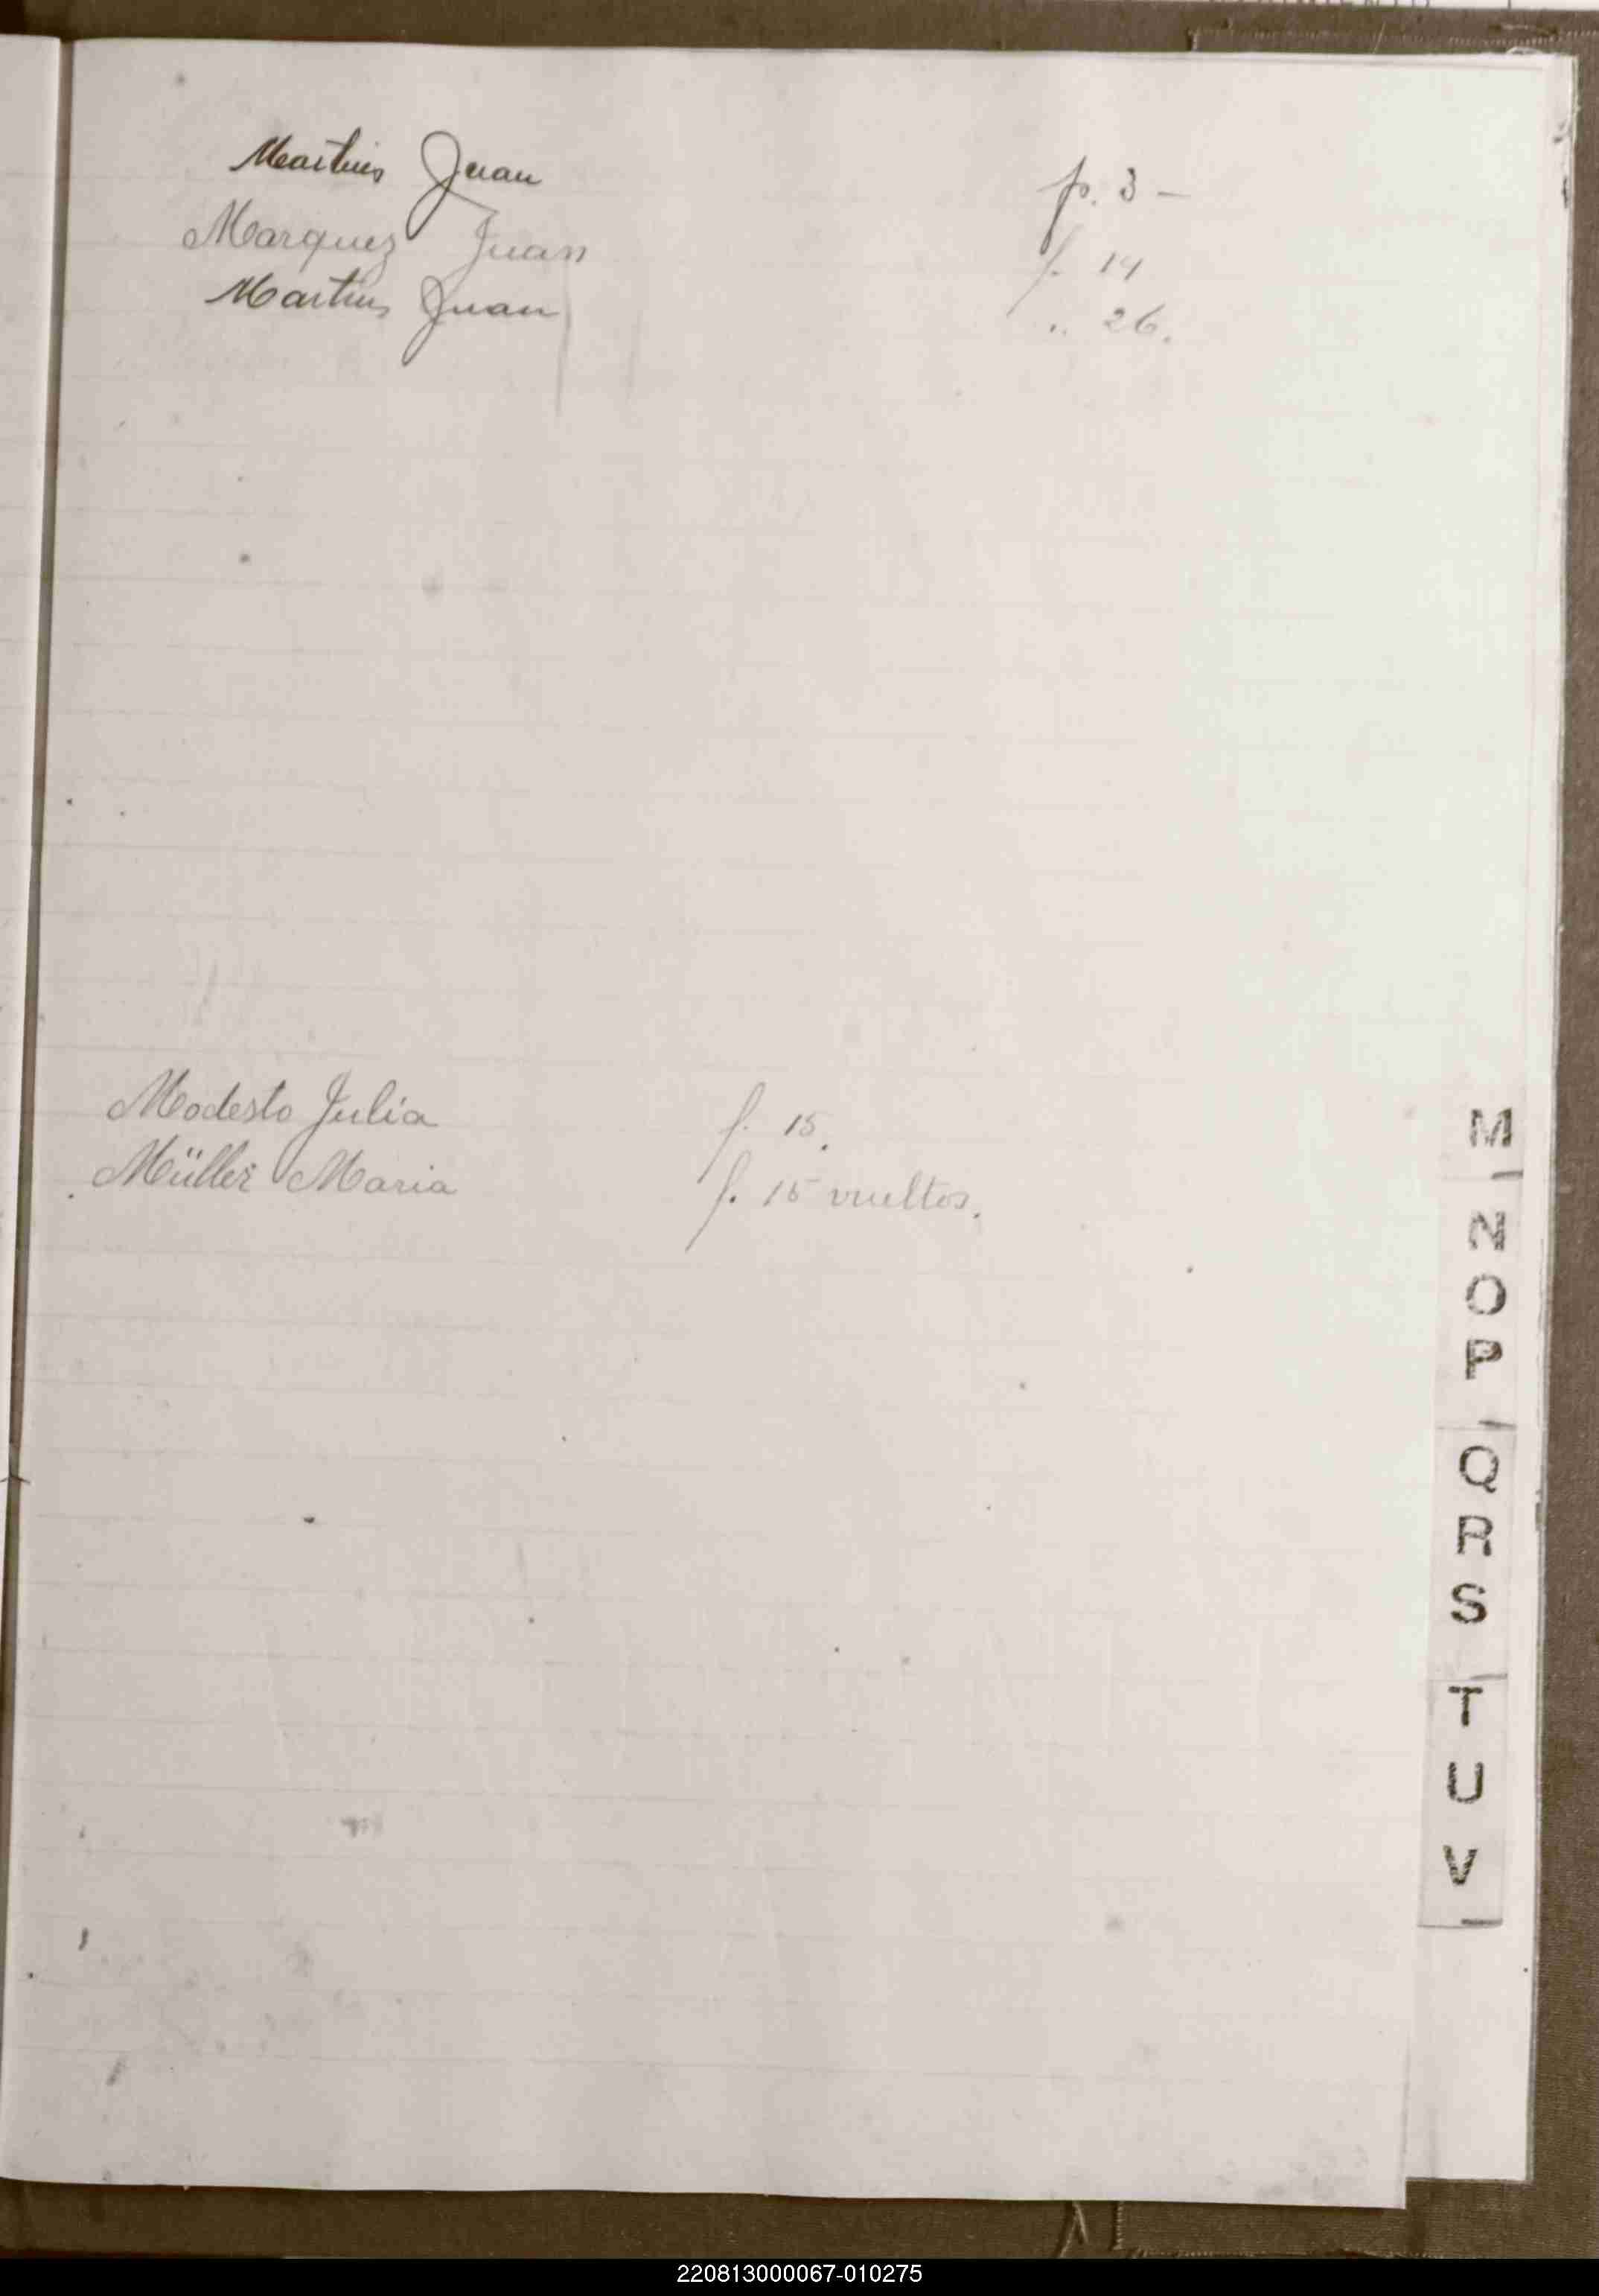 Martins Juan p. 3 -
Marquez Juan f. 14
Martins Juan " 26.
Modesto Julia f. 15.
Müller Maria f. 15 vueltos.
M
N
O
P
Q
R
S
T
U
V
220813000067-010275